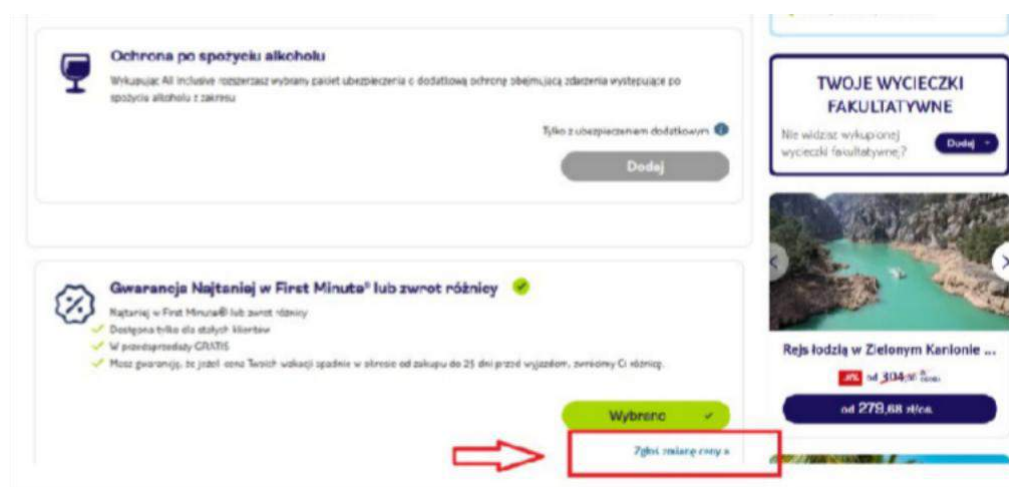 Ochrona po spożyciu alkoholu
Wykupując All Inclusive rozszerzasz wybrany pakiet ubezpieczenia o dodatkową ochronę obejmującą zdarzenia występujące po
spożyciu alkoholu z zakresu
Tylko z ubezpieczeniem dodatkowym
Dodaj
Gwarancja Najtaniej w First Minute® lub zwrot różnicy
Najtaniej w First Minute® lub zwrot różnicy
Dostępna tylko dla stałych klientów
W przedsprzedaży GRATIS
Masz gwarancję, że jeżeli cena Twoich wakacji spadnie w okresie od zakupu do 25 dni przed wyjazdem, zwrócimy Ci różnicę.
Wybrano
Zgłoś zmianę ceny »
TWOJE WYCIECZKI
FAKULTATYWNE
Nie widzisz wykupionej
wycieczki fakultatywnej?
Dodaj
Rejs łodzią w Zielonym Kanionie ...
od 304
od 279,68 zł/os.